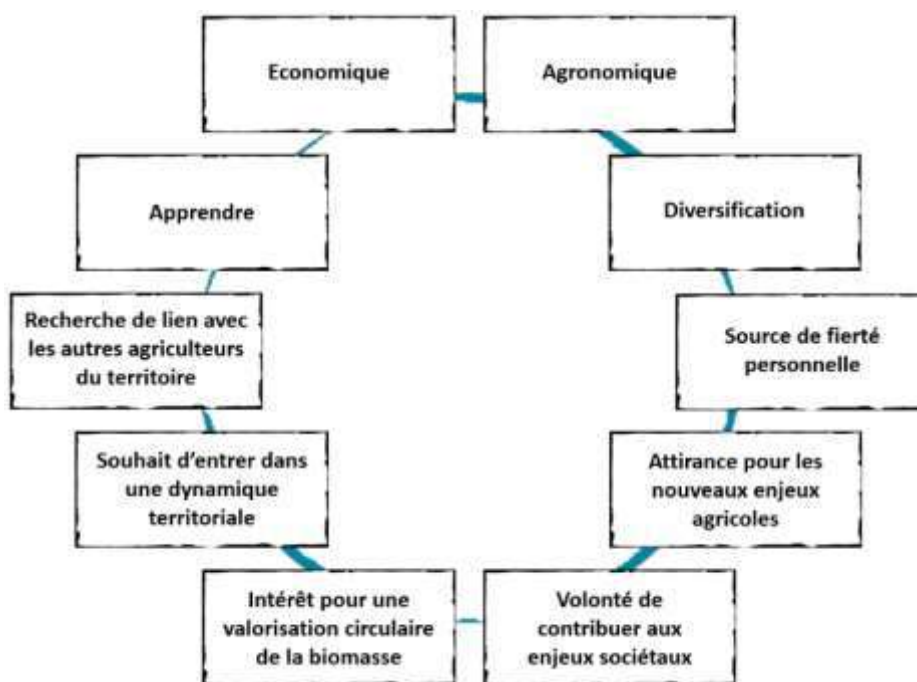 Economique
Agronomique
Apprendre
Diversification
Recherche de lien avec
les autres agriculteurs
du territoire
Source de fierté
personnelle
Souhait d'entrer dans
une dynamique
territoriale
Attirance pour les
nouveaux enjeux
agricoles
Intérêt pour une
valorisation circulaire
de la biomasse
Volonté de
contribuer aux
enjeux sociétaux